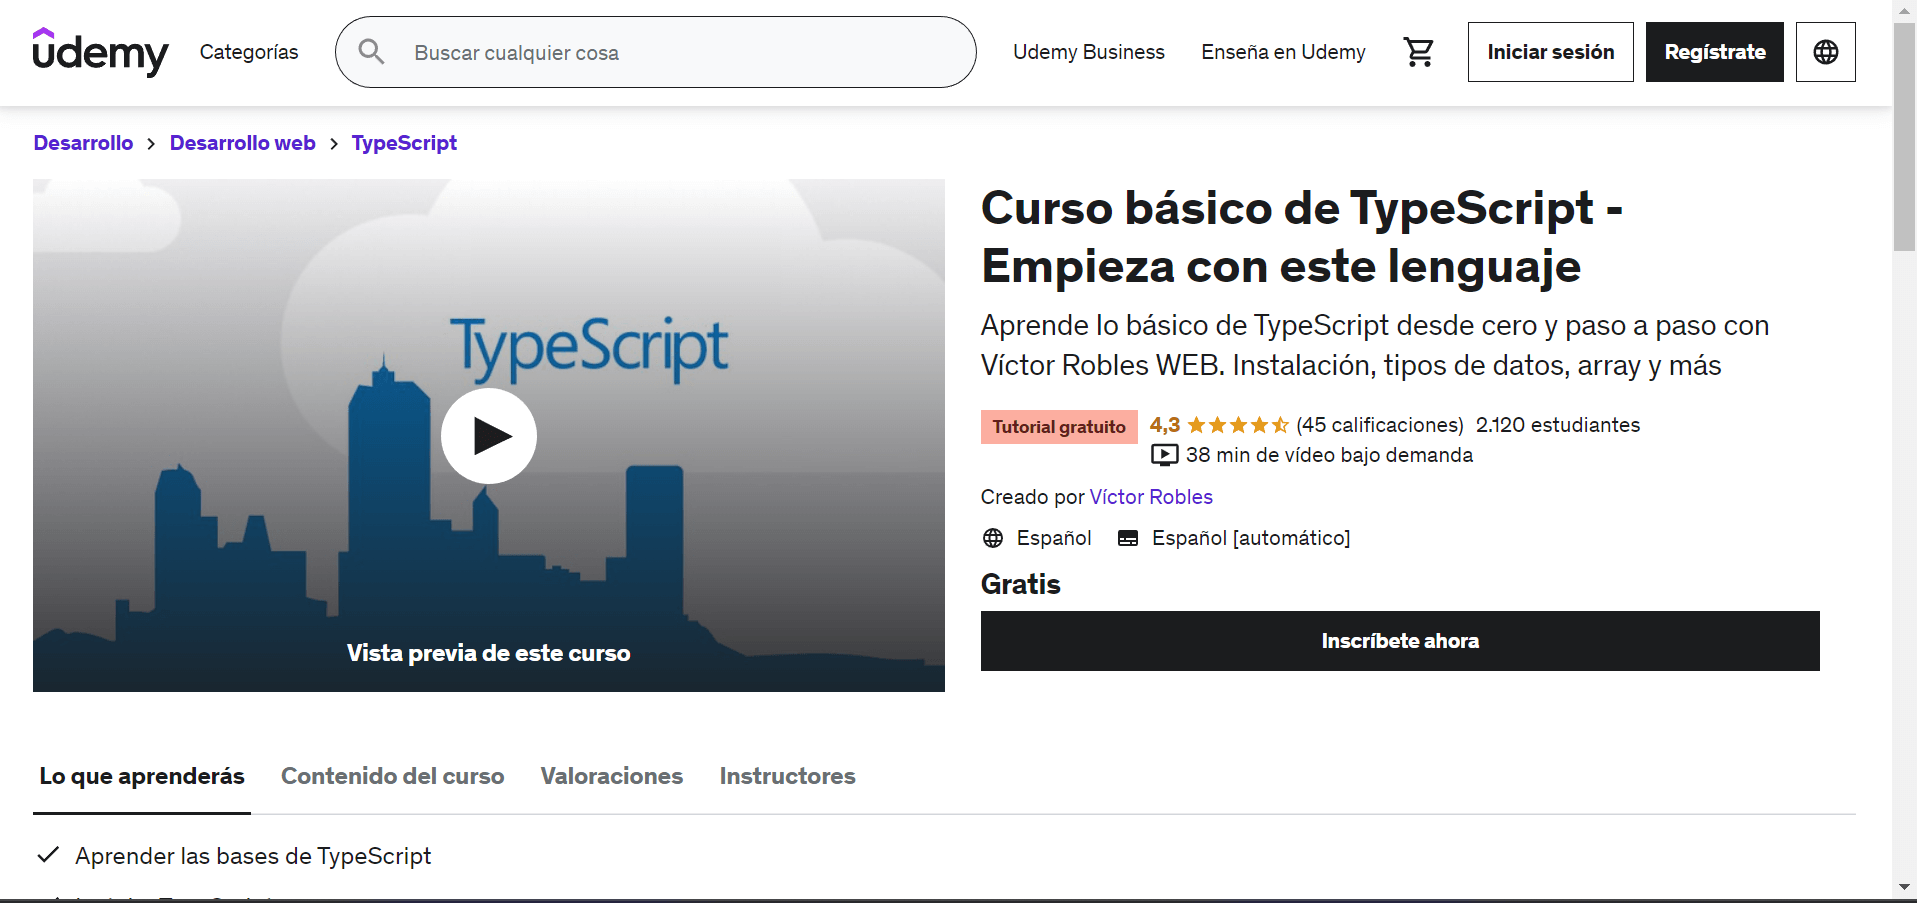 udemy
Categorías
Buscar cualquier cosa
Udemy Business
Enseña en Udemy
Iniciar sesión
Regístrate
Desarrollo > Desarrollo web > TypeScript
TypeScript
Vista previa de este curso
Curso básico de TypeScript -
Empieza con este lenguaje
Aprende lo básico de TypeScript desde cero y paso a paso con
Víctor Robles WEB. Instalación, tipos de datos, array y más
Tutorial gratuito 4,3 (45 calificaciones) 2.120 estudiantes
38 min de vídeo bajo demanda
Creado por Víctor Robles
Español Español [automático]
Gratis
Inscríbete ahora
Lo que aprenderás
Contenido del curso
Valoraciones
Instructores
Aprender las bases de TypeScript